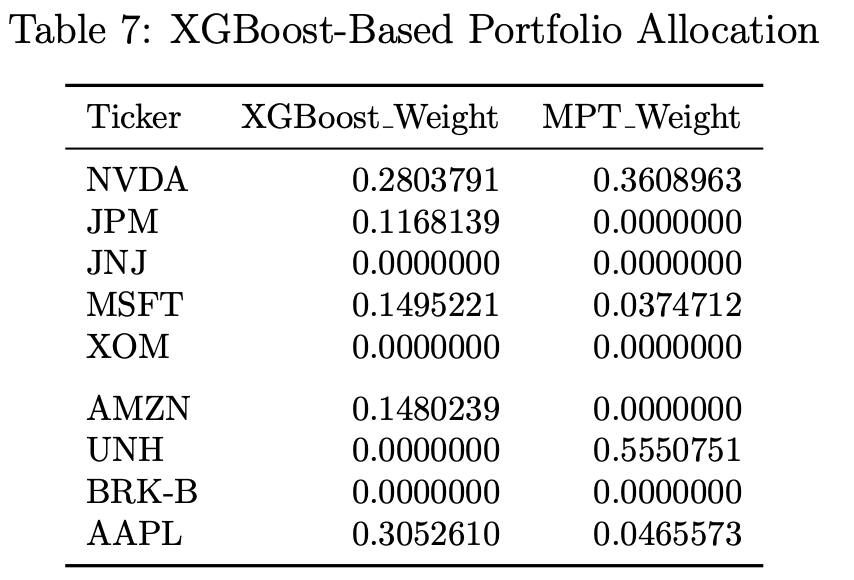 Table 7: XGBoost-Based Portfolio Allocation
Ticker XGBoost_Weight MPT_Weight
NVDA 0.2803791 0.3608963
JPM 0.1168139 0.0000000
JNJ 0.0000000 0.0000000
MSFT 0.1495221 0.0374712
XOM 0.0000000 0.0000000
AMZN 0.1480239 0.0000000
UNH 0.0000000 0.5550751
BRK-B 0.0000000 0.0000000
AAPL 0.3052610 0.0465573